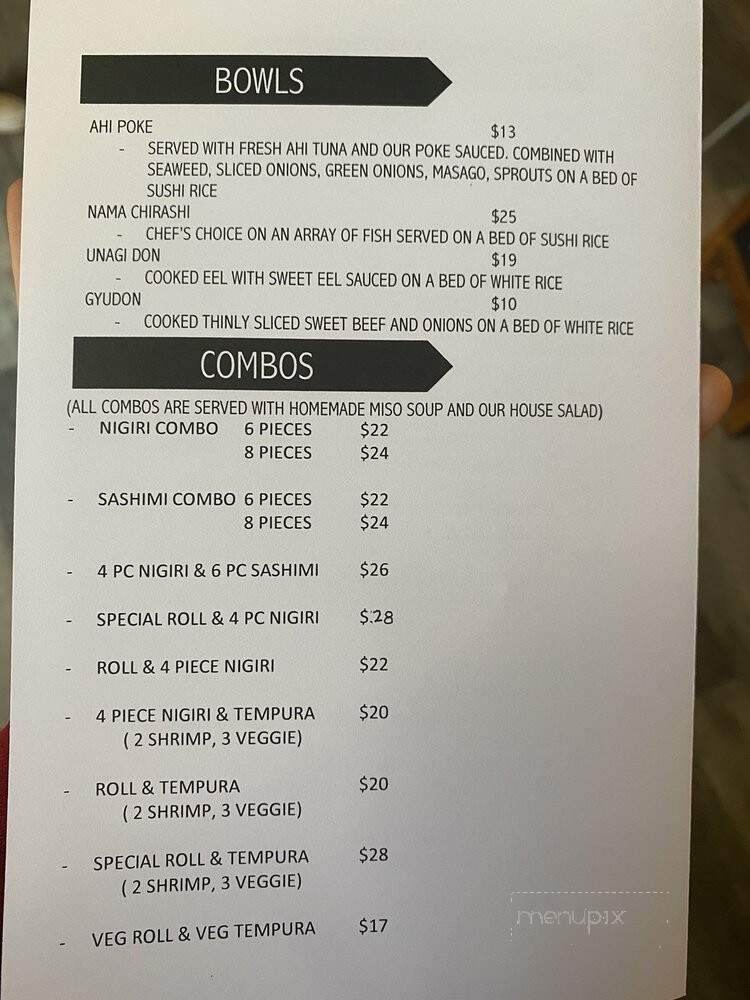 BOWLS
AHI POKE $13
- SERVED WITH FRESH AHI TUNA AND OUR POKE SAUCED. COMBINED WITH
SEAWEED, SLICED ONIONS, GREEN ONIONS, MASAGO, SPROUTS ON A BED OF
SUSHI RICE
NAMA CHIRASHI $25
- CHEF'S CHOICE ON AN ARRAY OF FISH SERVED ON A BED OF SUSHI RICE
UNAGI DON $19
- COOKED EEL WITH SWEET EEL SAUCED ON A BED OF WHITE RICE
GYUDON $10
- COOKED THINLY SLICED SWEET BEEF AND ONIONS ON A BED OF WHITE RICE
COMBOS
(ALL COMBOS ARE SERVED WITH HOMEMADE MISO SOUP AND OUR HOUSE SALAD)
- NIGIRI COMBO 6 PIECES $22
8 PIECES $24
- SASHIMI COMBO 6 PIECES $22
8 PIECES $24
- 4 PC NIGIRI & 6 PC SASHIMI $26
- SPECIAL ROLL & 4 PC NIGIRI $28
- ROLL & 4 PIECE NIGIRI $22
- 4 PIECE NIGIRI & TEMPURA $20
( 2 SHRIMP, 3 VEGGIE)
- ROLL & TEMPURA $20
( 2 SHRIMP, 3 VEGGIE)
- SPECIAL ROLL & TEMPURA $28
( 2 SHRIMP, 3 VEGGIE)
- VEG ROLL & VEG TEMPURA $17
menupix